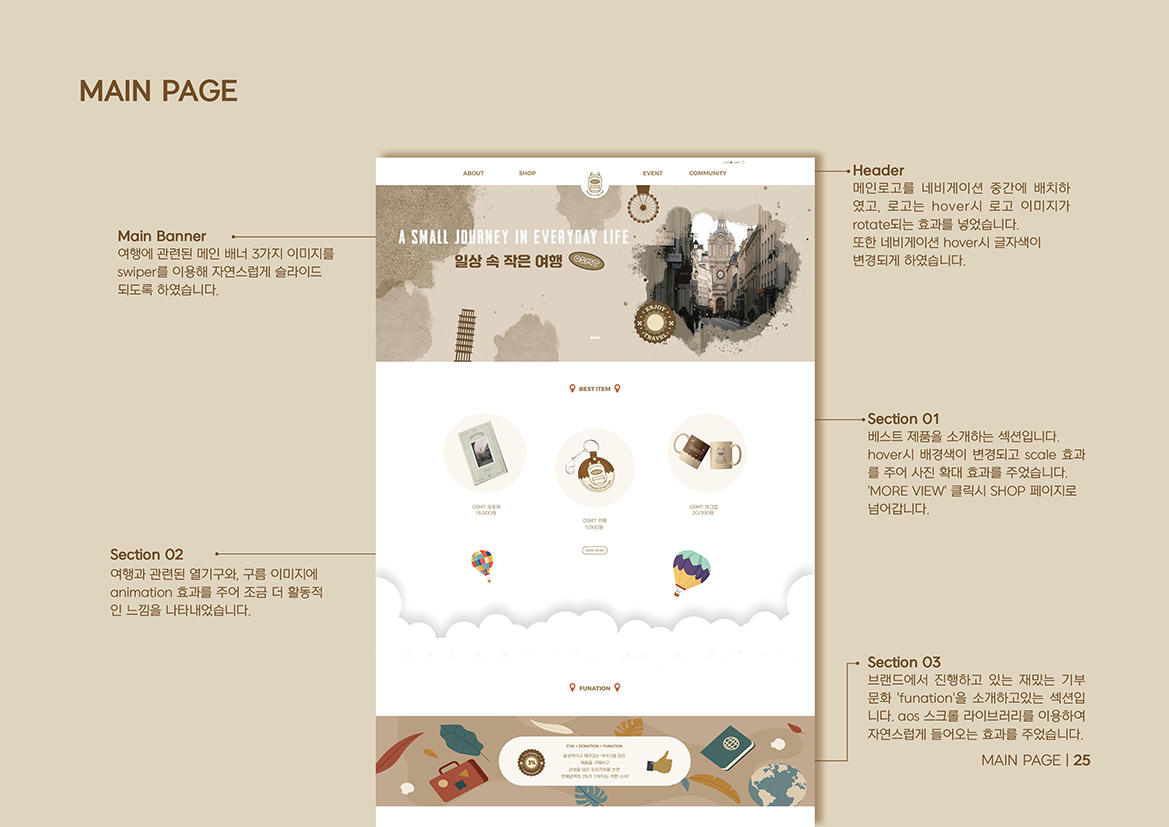 MAIN PAGE
ABOUT
SHOP
EVENT
COMMUNITY
Header
메인로고를 네비게이션 중간에 배치하
였고, 로고는 hover시 로고 이미지가
rotate되는 효과를 넣었습니다.
또한 네비게이션 hover시 글자색이
변경되게 하였습니다.
Main Banner
여행에 관련된 메인 배너 3가지 이미지를
swiper를 이용해 자연스럽게 슬라이드
되도록 하였습니다.
A SMALL JOURNEY IN EVERYDAY LIFE
일상 속 작은 여행
OSMT
ENJOY
TRAVEL
BEST ITEM
Section 01
베스트 제품을 소개하는 섹션입니다.
hover시 배경색이 변경되고 scale 효과
를 주어 사진 확대 효과를 주었습니다.
'MORE VIEW' 클릭시 SHOP 페이지로
넘어갑니다.
OSMT 포토북
18,000원
OSMT 키링
5,000원
OSMT 머그컵
20,000원
VIEW MORE
Section 02
여행과 관련된 열기구와, 구름 이미지에
animation 효과를 주어 조금 더 활동적
인 느낌을 나타내었습니다.
FUNATION
Section 03
브랜드에서 진행하고 있는 재밌는 기부
문화 'funation'을 소개하고있는 섹션입
니다. aos 스크롤 라이브러리를 이용하여
자연스럽게 들어오는 효과를 주었습니다.
FUN + DONATION = FUNATION
3%
제품을 구매하고
MAIN PAGE | 25